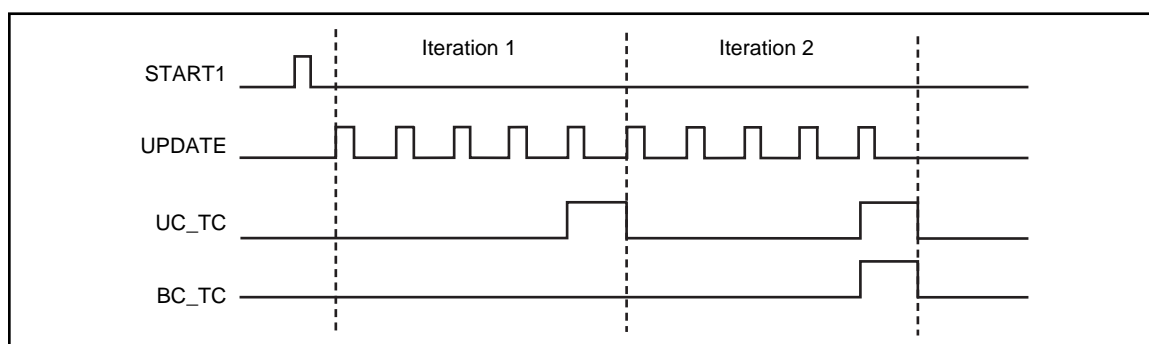 Iteration 1 Iteration 2
START1
UPDATE
UC_TC
BC_TC